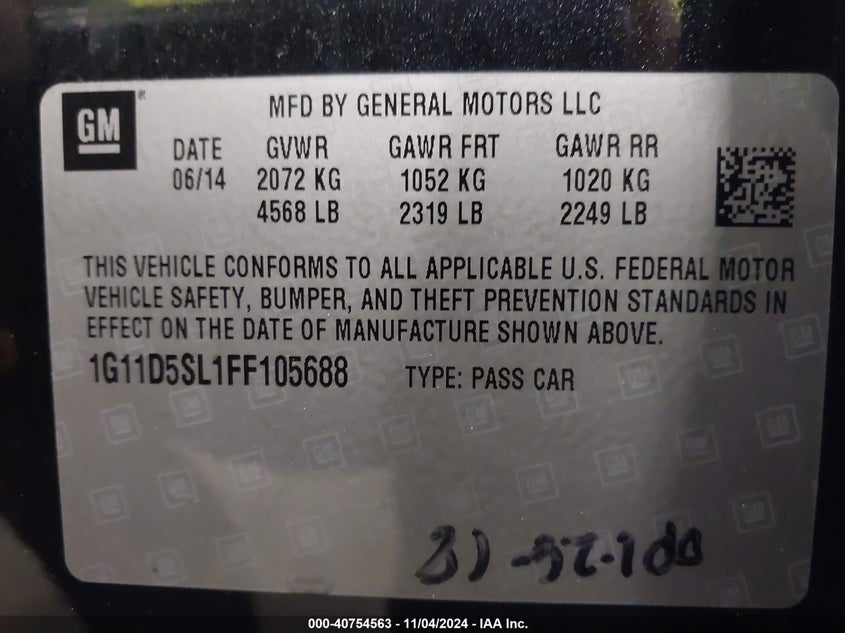 GM
MFD BY GENERAL MOTORS LLC
DATE GVWR GAWR FRT GAWR RR
06/14 2072 KG 1052 KG 1020 KG
4568 LB 2319 LB 2249 LB
THIS VEHICLE CONFORMS TO ALL APPLICABLE U.S. FEDERAL MOTOR
VEHICLE SAFETY, BUMPER, AND THEFT PREVENTION STANDARDS IN
EFFECT ON THE DATE OF MANUFACTURE SHOWN ABOVE.
1G11D5SL1FF105688 TYPE: PASS CAR
000-40754563 - 11/04/2024 - IAA Inc.